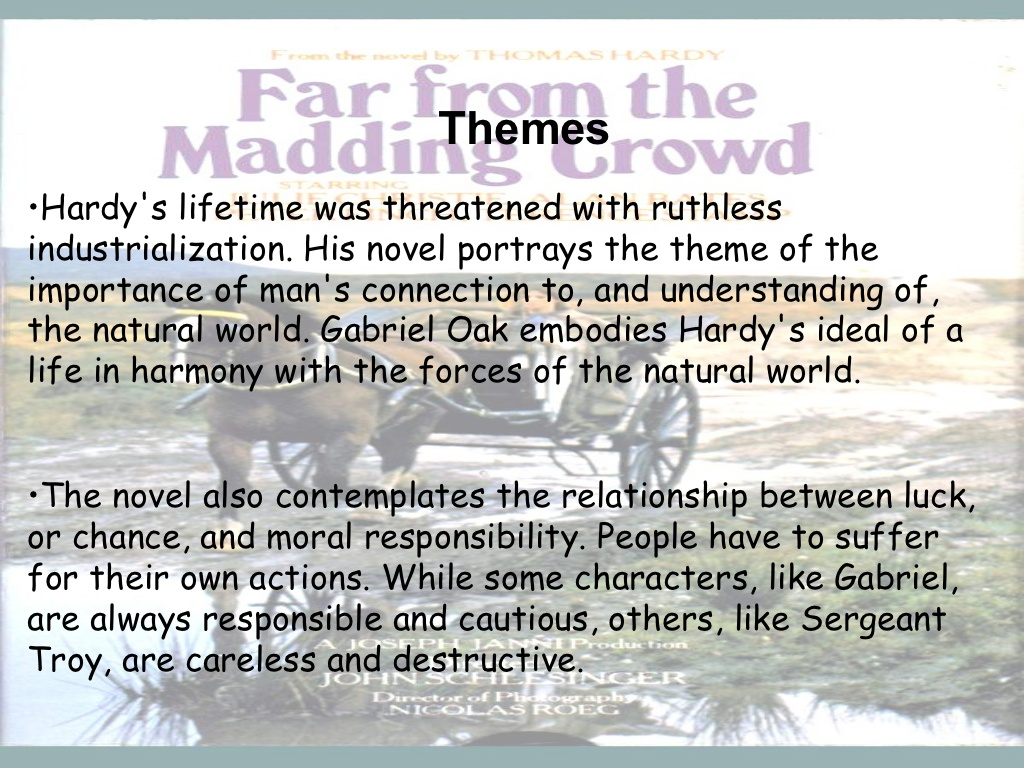 From the novel by THOMAS HARDY
Far from the
Madding Crowd
Themes
STARRING
JULIE CHRISTIE ALAN BATES
•Hardy's lifetime was threatened with ruthless
industrialization. His novel portrays the theme of the
importance of man's connection to, and understanding of,
the natural world. Gabriel Oak embodies Hardy's ideal of a
life in harmony with the forces of the natural world.
•The novel also contemplates the relationship between luck,
or chance, and moral responsibility. People have to suffer
for their own actions. While some characters, like Gabriel,
are always responsible and cautious, others, like Sergeant
Troy, are careless and destructive.
A JOSEPH JANNI Production
JOHN SCHLESINGER
Director of Photography
NICOLAS ROEG